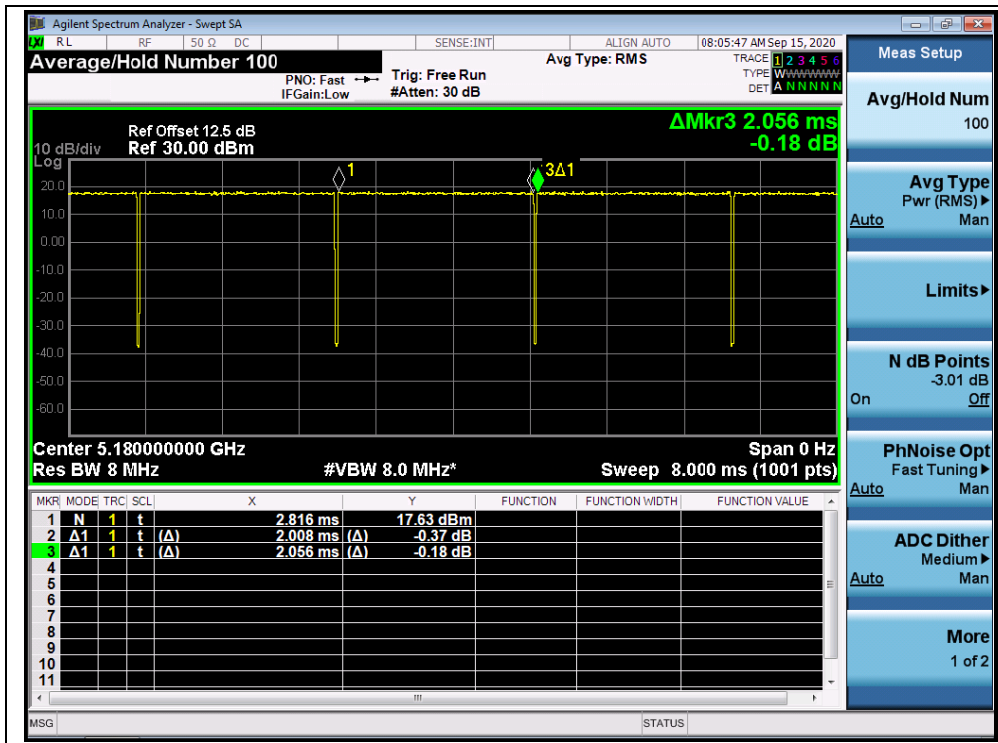 Agilent Spectrum Analyzer - Swept SA
LXI RL RF 50 Ω DC SENSE:INT ALIGN AUTO 08:05:47 AM Sep 15, 2020
Average/Hold Number 100
PNO: Fast
IFGain:Low
Trig: Free Run
#Atten: 30 dB
Avg Type: RMS
TRACE 1 2 3 4 5 6
TYPE WWWWWW
DET A N N N N N
ΔMkr3 2.056 ms
-0.18 dB
Ref Offset 12.5 dB
10 dB/div Ref 30.00 dBm
Log
20.0
10.0
0.00
-10.0
-20.0
-30.0
-40.0
-50.0
-60.0
1
3Δ1
Center 5.180000000 GHz Span 0 Hz
Res BW 8 MHz #VBW 8.0 MHz* Sweep 8.000 ms (1001 pts)
MKR MODE TRC SCL X Y FUNCTION FUNCTION WIDTH FUNCTION VALUE
1 N 1 t 2.816 ms 17.63 dBm
2 Δ1 1 t (Δ) 2.008 ms (Δ) -0.37 dB
3 Δ1 1 t (Δ) 2.056 ms (Δ) -0.18 dB
4
5
6
7
8
9
10
11
MSG STATUS
Meas Setup
Avg/Hold Num
100
Avg Type
Pwr (RMS)
Auto Man
Limits
N dB Points
-3.01 dB
On Off
PhNoise Opt
Fast Tuning
Auto Man
ADC Dither
Medium
Auto Man
More
1 of 2